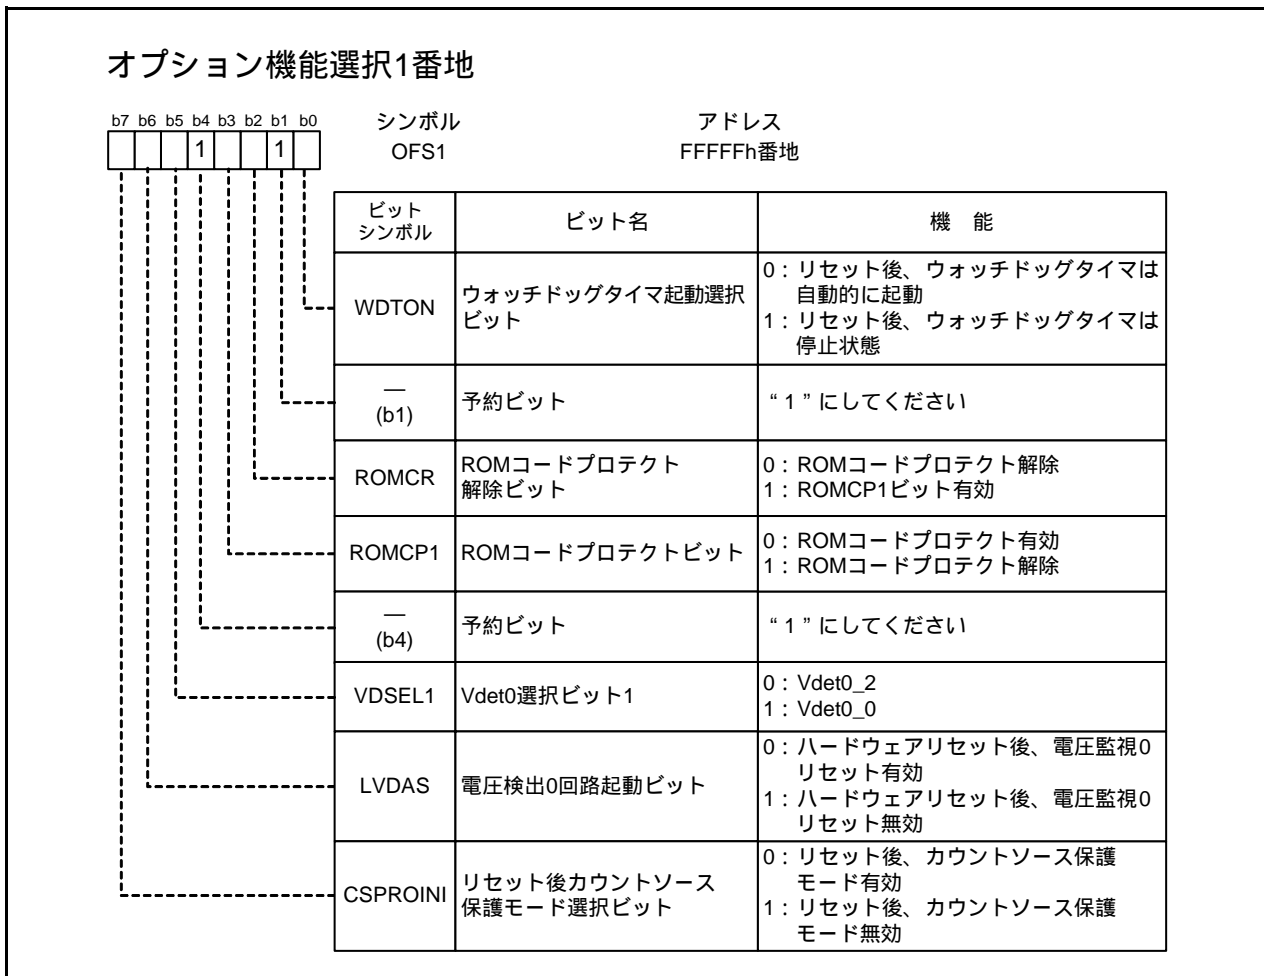 オプション機能選択1番地
b7 b6 b5 b4 b3 b2 b1 b0
シンボル
アドレス
1
1
OFS1
FFFFFh番地
ビット
シンボル
ビット名
機　能
WDTON
ウォッチドッグタイマ起動選択
ビット
0：リセット後、ウォッチドッグタイマは
自動的に起動
1：リセット後、ウォッチドッグタイマは
停止状態
—
(b1)
予約ビット
“1”にしてください
ROMCR
ROMコードプロテクト
解除ビット
0：ROMコードプロテクト解除
1：ROMCP1ビット有効
ROMCP1
ROMコードプロテクトビット
0：ROMコードプロテクト有効
1：ROMコードプロテクト解除
—
(b4)
予約ビット
“1”にしてください
VDSEL1
Vdet0選択ビット1
0：Vdet0_2
1：Vdet0_0
LVDAS
電圧検出0回路起動ビット
0：ハードウェアリセット後、電圧監視0
リセット有効
1：ハードウェアリセット後、電圧監視0
リセット無効
CSPROINI
リセット後カウントソース
保護モード選択ビット
0：リセット後、カウントソース保護
モード有効
1：リセット後、カウントソース保護
モード無効